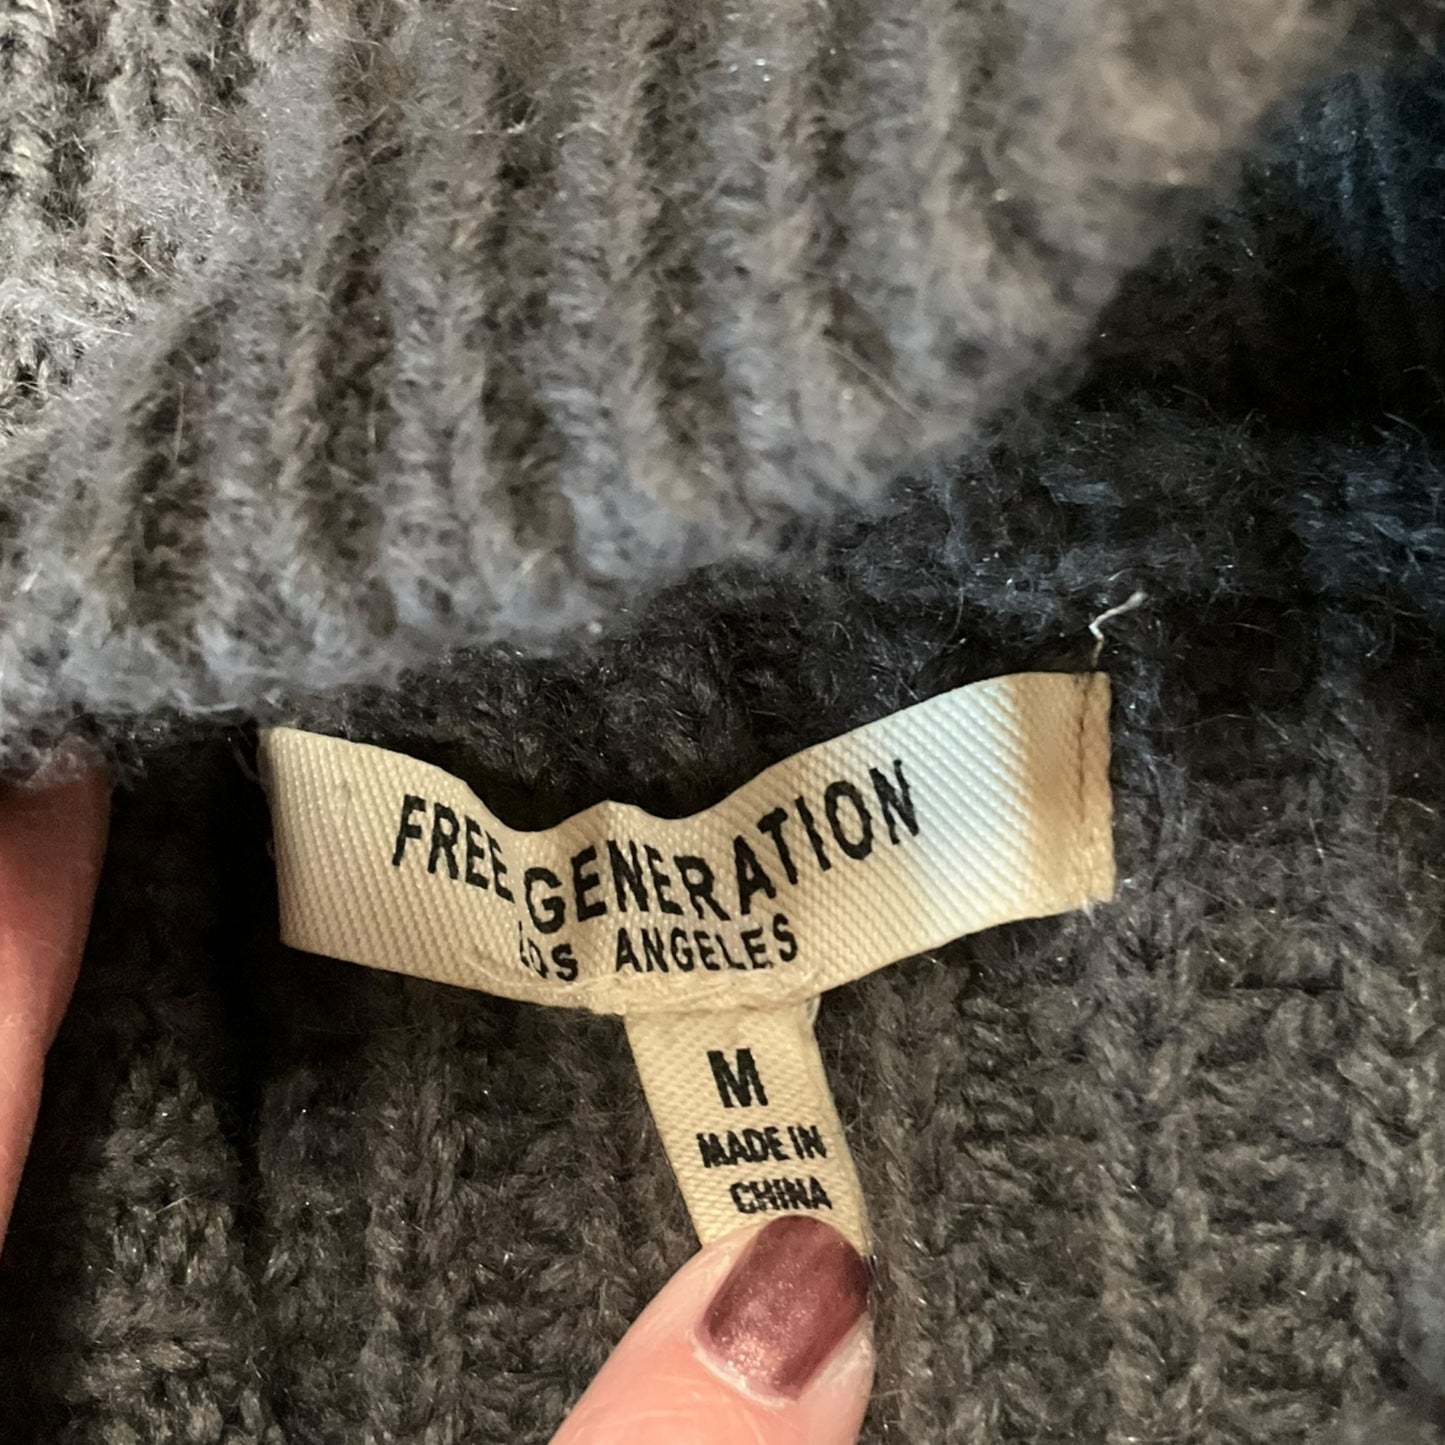 FREE GENERATION
LOS ANGELES
M
MADE IN
CHINA